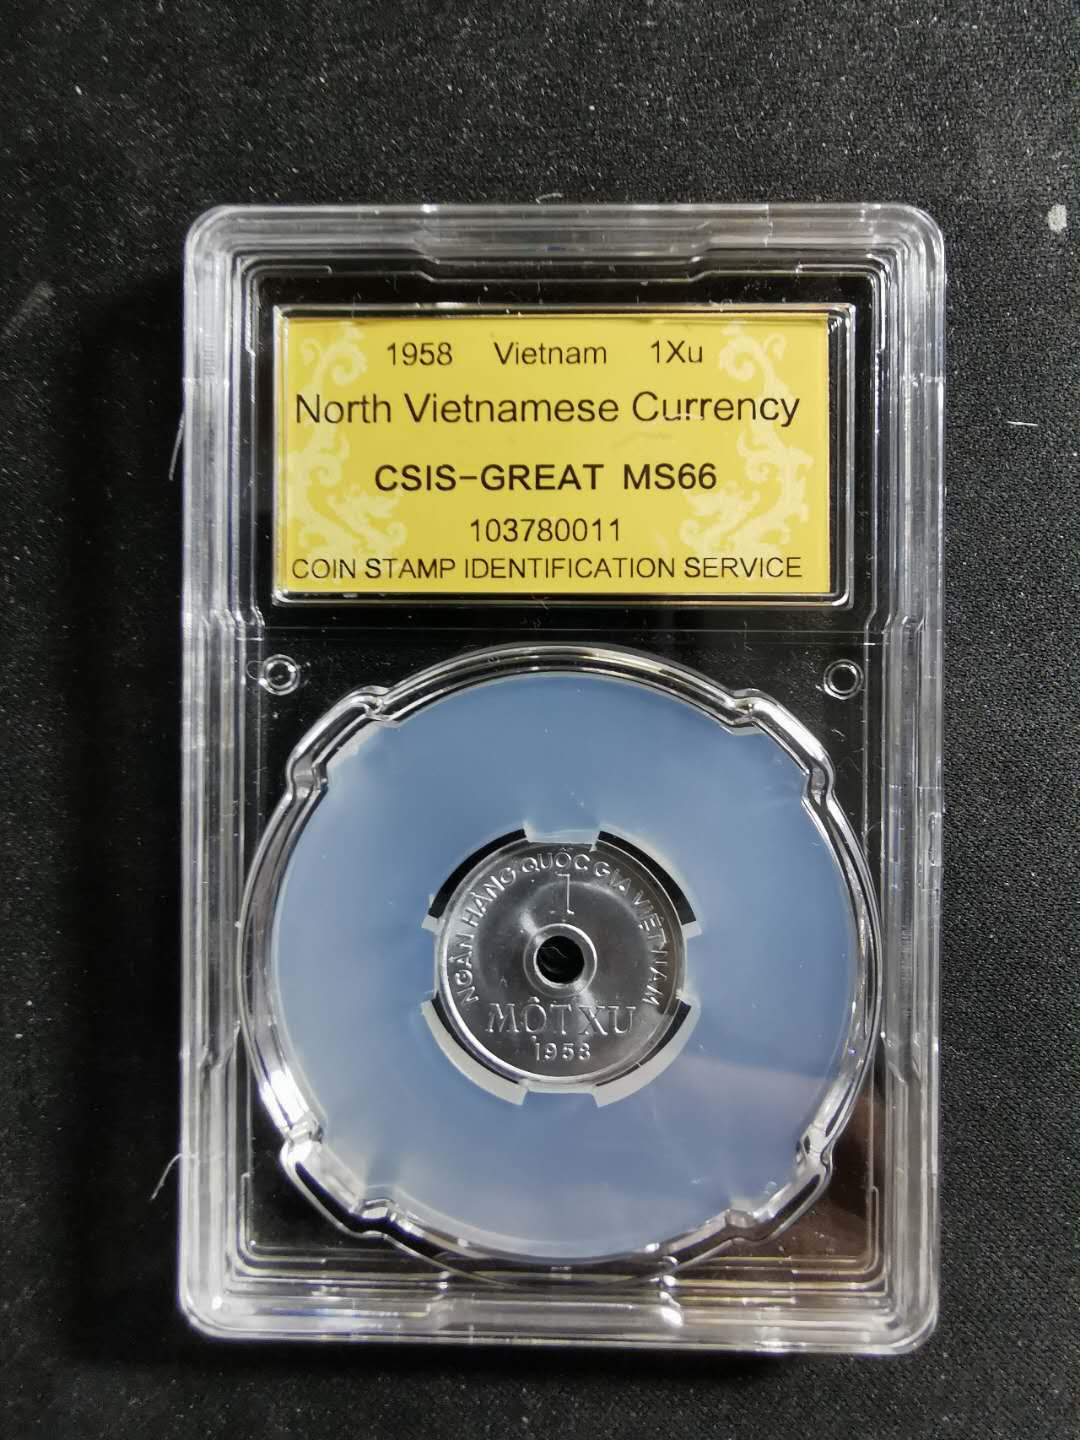 1958 Vietnam 1Xu
North Vietnamese Currency
CSIS-GREAT MS66
103780011
COIN STAMP IDENTIFICATION SERVICE
NGÂN HÀNG QUỐC GIA VIỆT NAM
1
MỘT XU
1958